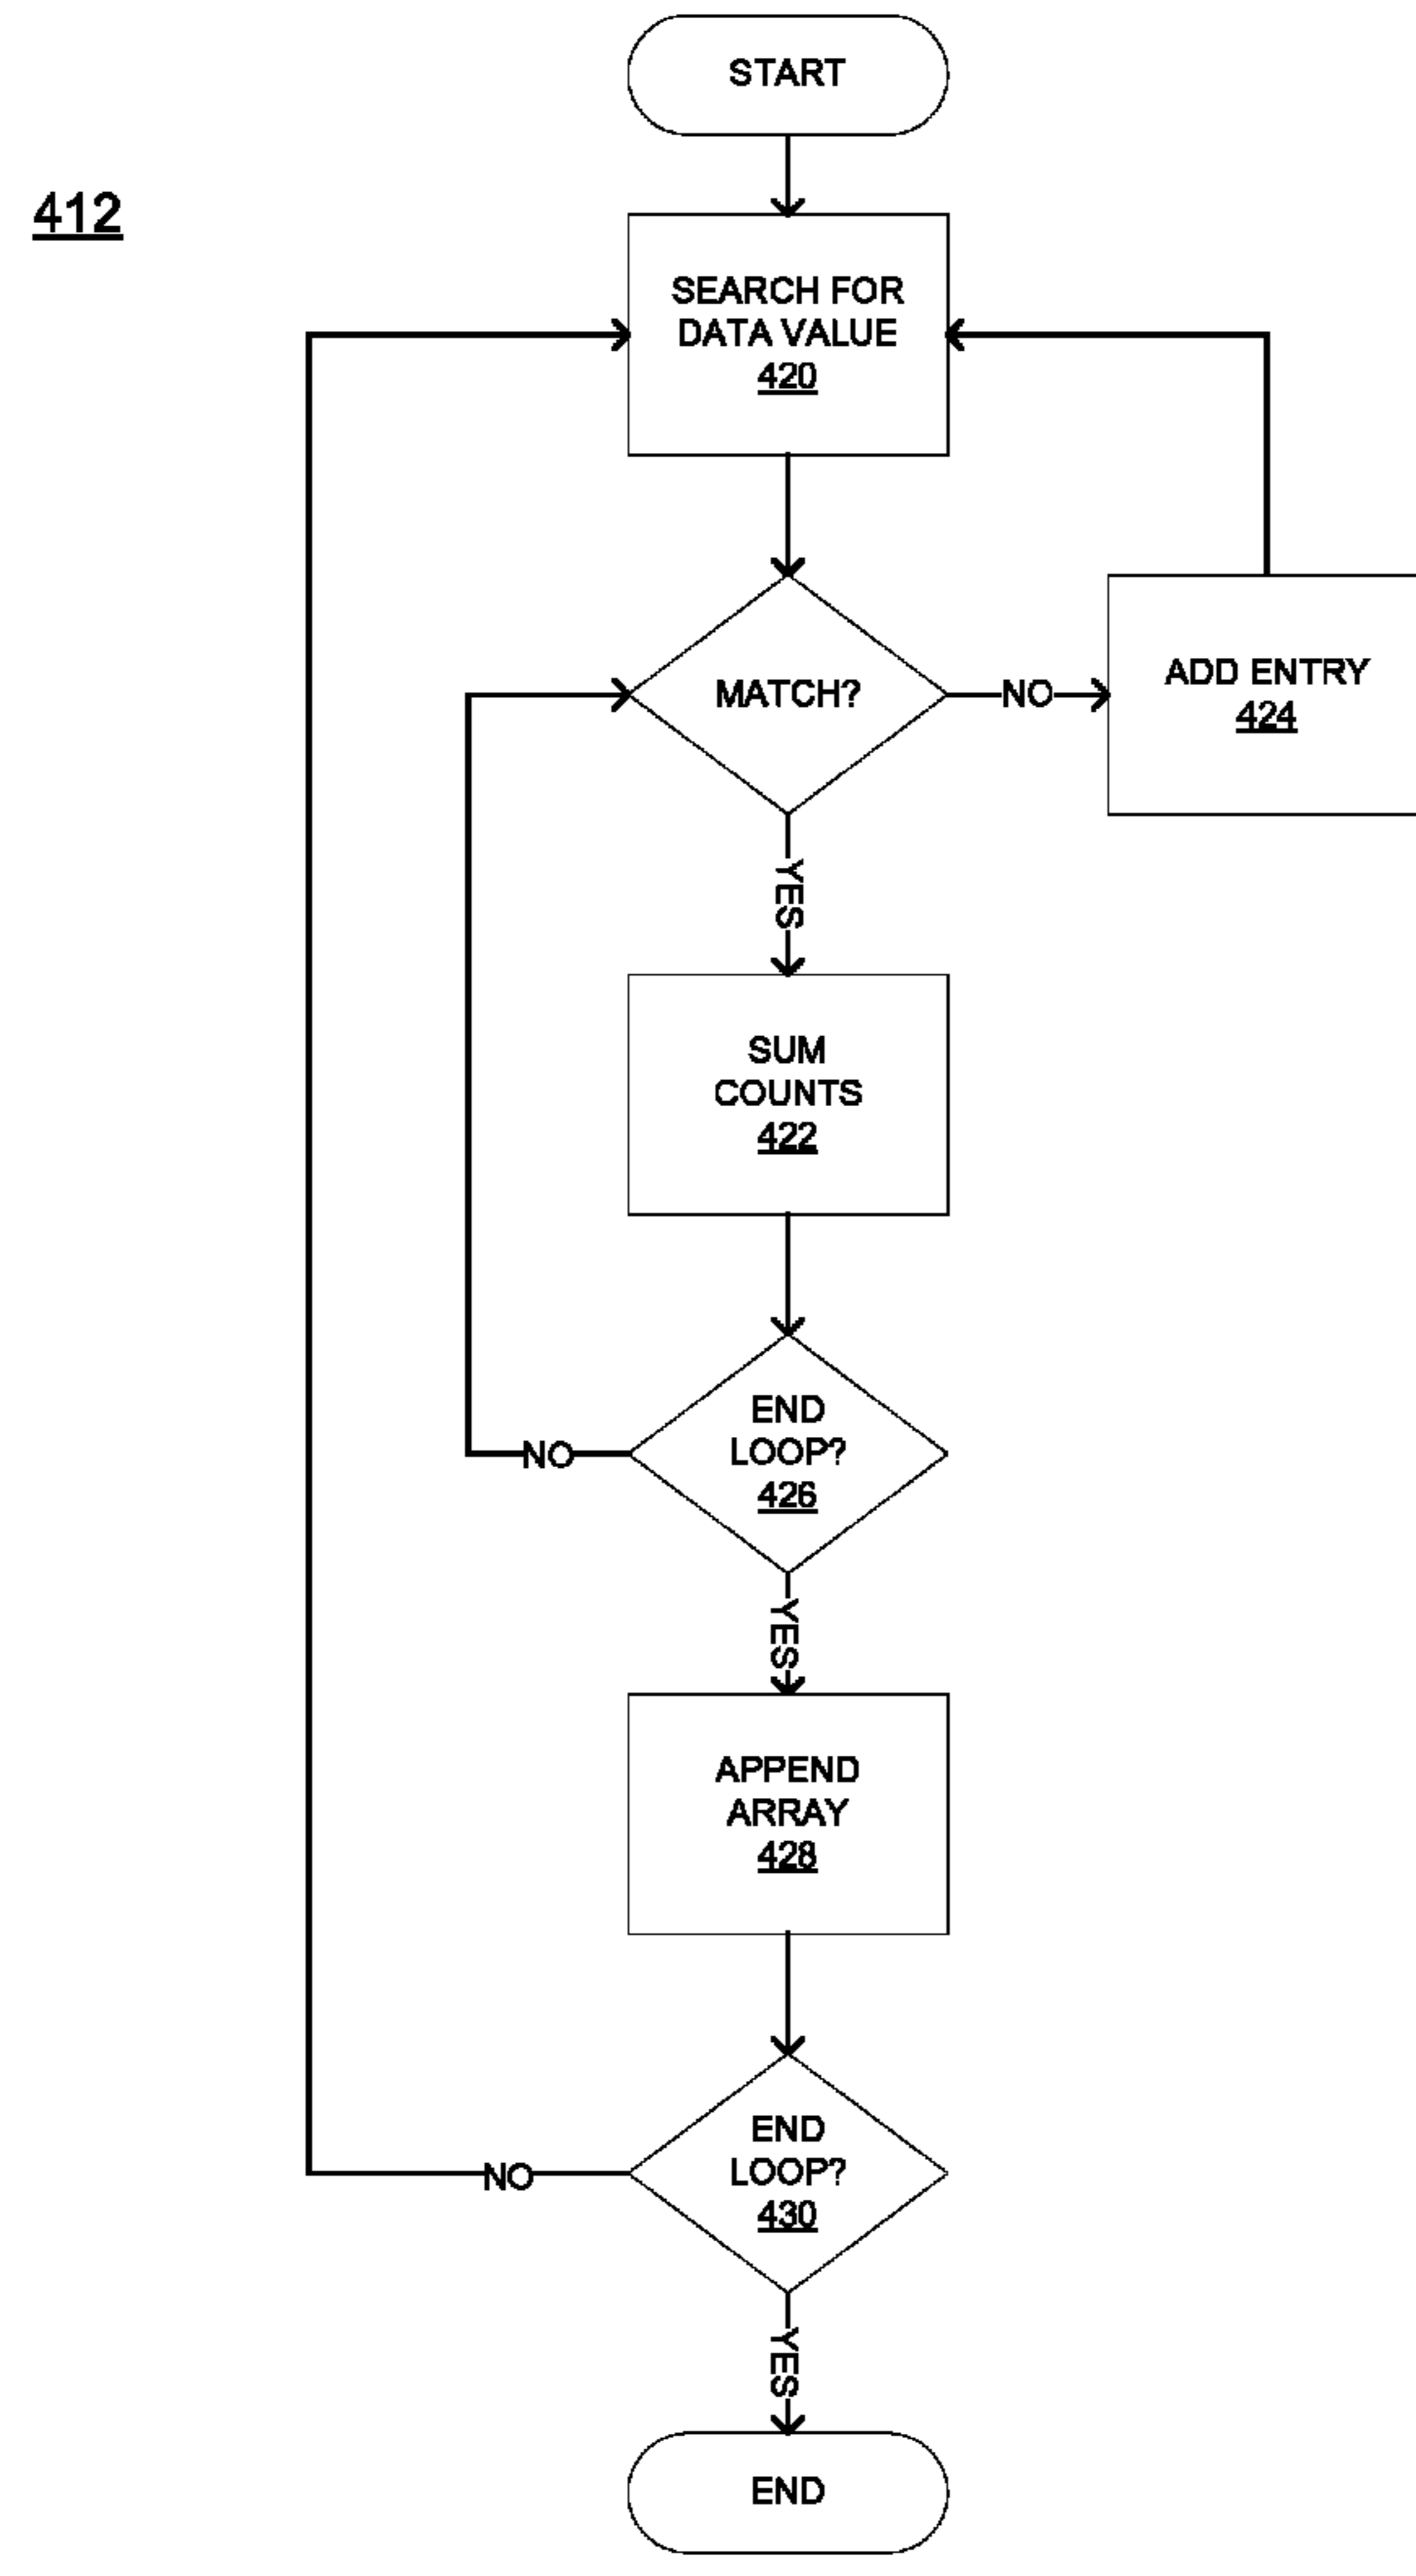 START
412
SEARCH FOR
DATA VALUE
420
MATCH?
NO
ADD ENTRY
424
YES
SUM
COUNTS
422
END
LOOP?
426
NO
YES
APPEND
ARRAY
428
END
LOOP?
430
NO
YES
END